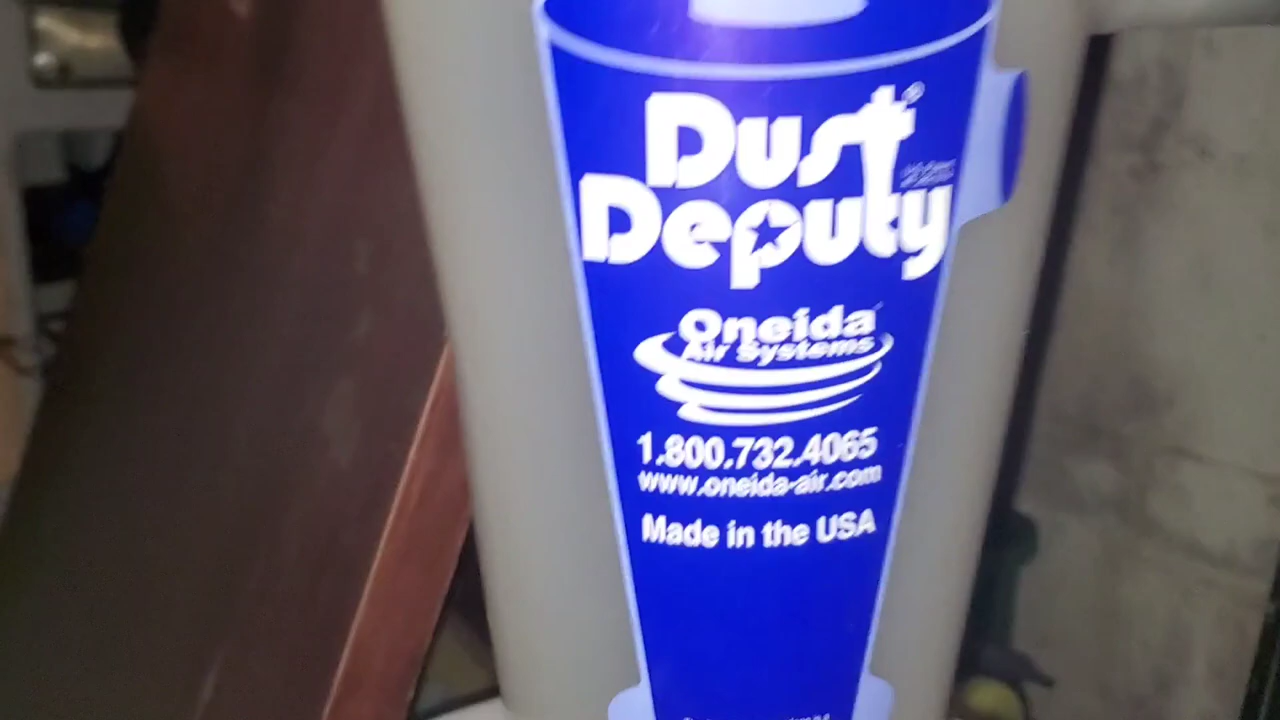 Dust®
Deputy
Oneida
Air Systems
1.800.732.4065
www.oneida-air.com
Made in the USA